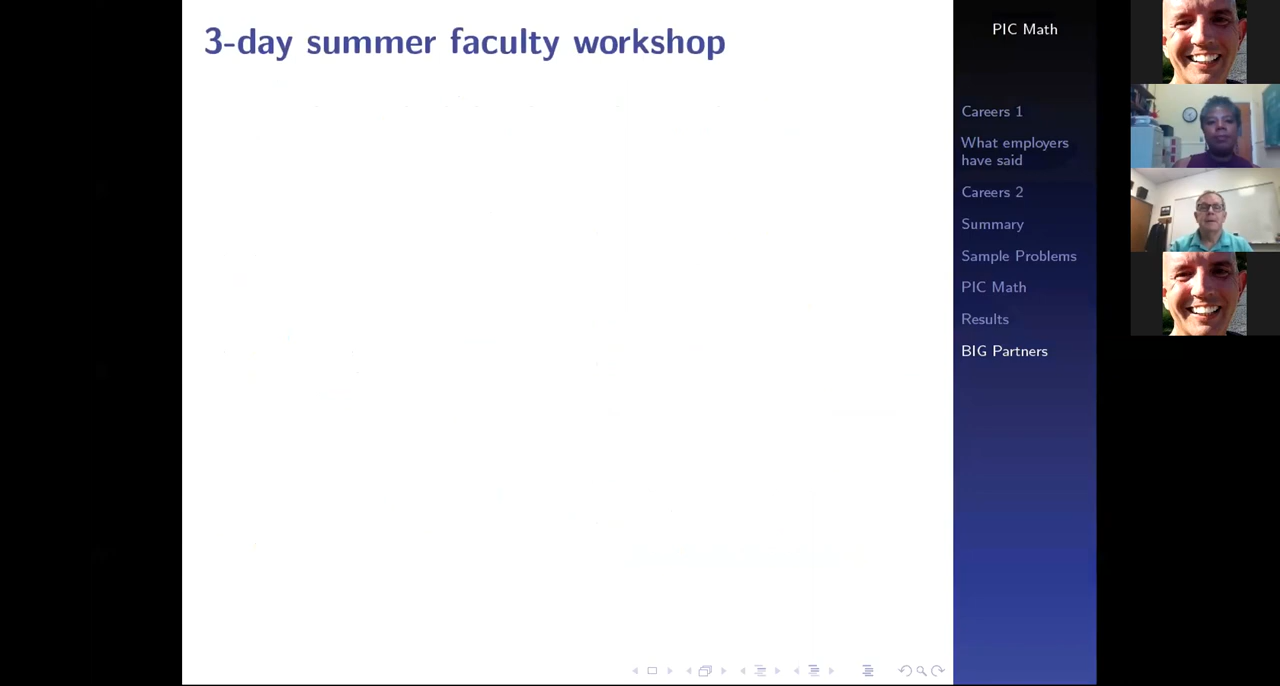 3-day summer faculty workshop
PIC Math
Careers 1
What employers
have said
Careers 2
Summary
Sample Problems
PIC Math
Results
BIG Partners